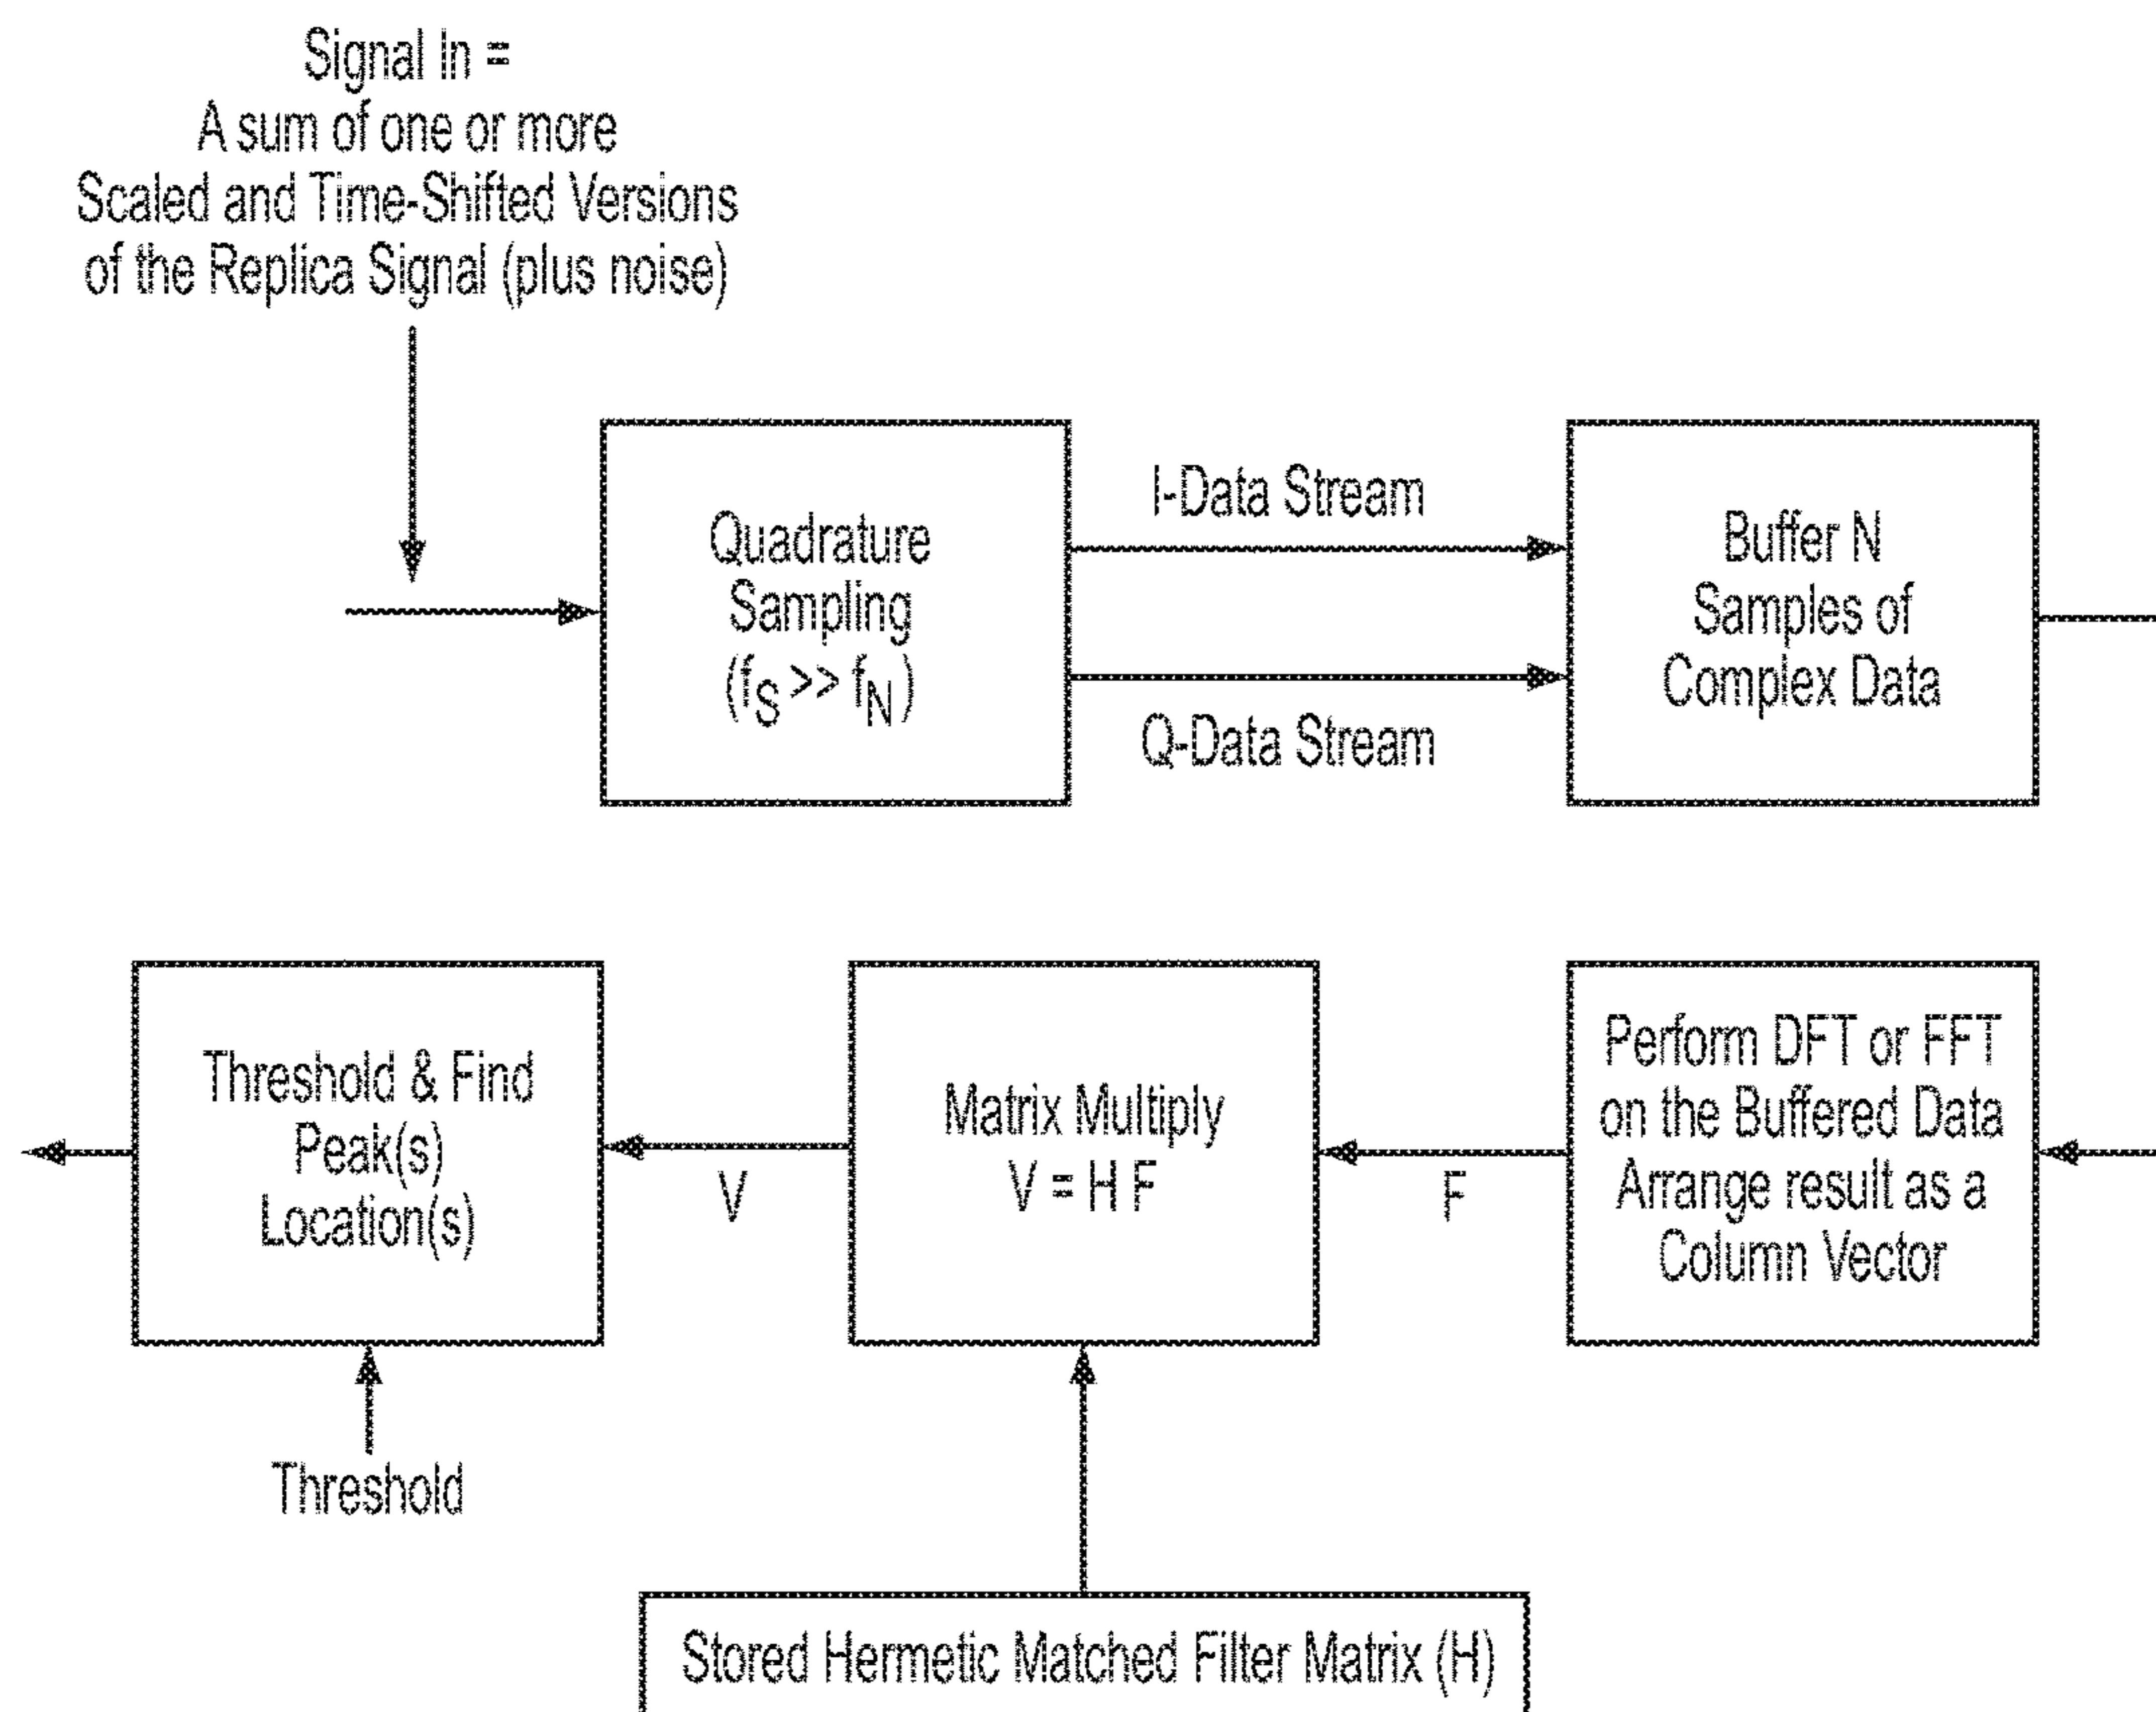 Signal In =
A sum of one or more
Scaled and Time-Shifted Versions
of the Replica Signal (plus noise)
Quadrature
Sampling
(fS >> fN)
I-Data Stream
Q-Data Stream
Buffer N
Samples of
Complex Data
Perform DFT or FFT
on the Buffered Data
Arrange result as a
Column Vector
F
Matrix Multiply
V = H F
V
Threshold & Find
Peak(s)
Location(s)
Threshold
Stored Hermetic Matched Filter Matrix (H)